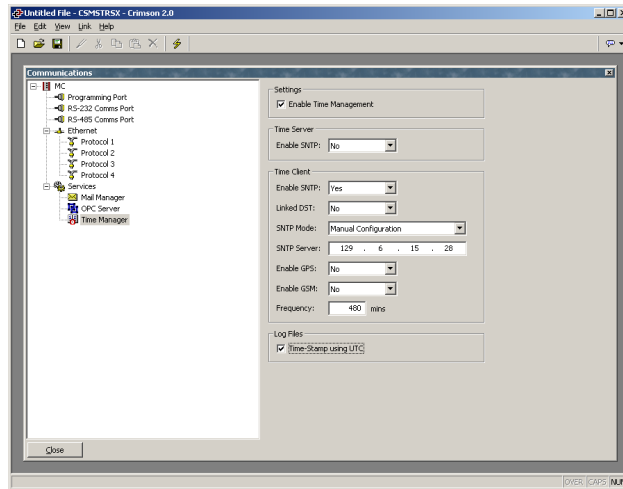 Untitled File - CSMSTRSX - Crimson 2.0
File Edit View Link Help
Communications
MC
Programming Port
RS-232 Comms Port
RS-485 Comms Port
Ethernet
Protocol 1
Protocol 2
Protocol 3
Protocol 4
Services
Mail Manager
OPC Server
Time Manager
Settings
Enable Time Management
Time Server
Enable SNTP: No
Time Client
Enable SNTP: Yes
Linked DST: No
SNTP Mode: Manual Configuration
SNTP Server: 129 . 6 . 15 . 28
Enable GPS: No
Enable GSM: No
Frequency: 480 mins
Log Files
Time-Stamp using UTC
Close
OVER CAPS NUM